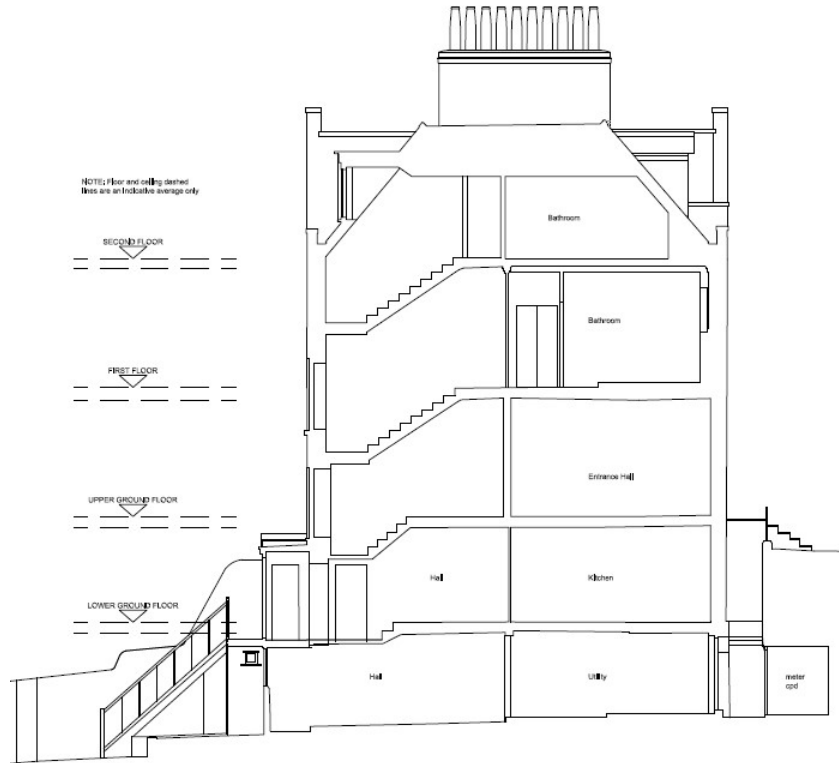 NOTE; Floor and ceiling dashed
lines are an indicative average only
Bathroom
SECOND FLOOR
Bathroom
FIRST FLOOR
Entrance Hall
UPPER GROUND FLOOR
Hall
Kitchen
LOWER GROUND FLOOR
Hall
Utility
meter
cpd